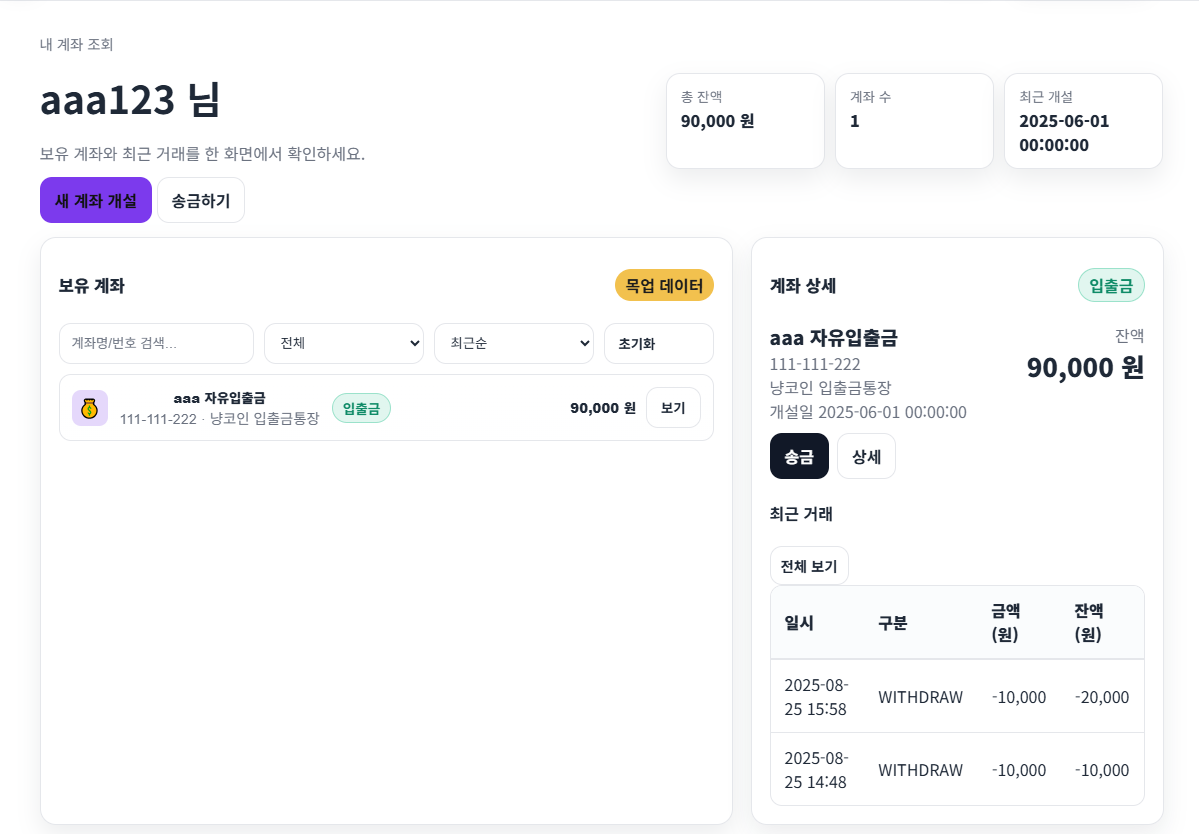 내 계좌 조회
aaa123 님
보유 계좌와 최근 거래를 한 화면에서 확인하세요.
새 계좌 개설
송금하기
총 잔액
90,000 원
계좌 수
1
최근 개설
2025-06-01
00:00:00
보유 계좌
목업 데이터
계좌명/번호 검색...
전체
최근순
초기화
aaa 자유입출금
111-111-222 · 냥코인 입출금통장
입출금
90,000 원
보기
계좌 상세
입출금
aaa 자유입출금
111-111-222
냥코인 입출금통장
개설일 2025-06-01 00:00:00
잔액
90,000 원
송금
상세
최근 거래
전체 보기
일시 구분 금액 (원) 잔액 (원)
2025-08-25 15:58 WITHDRAW -10,000 -20,000
2025-08-25 14:48 WITHDRAW -10,000 -10,000